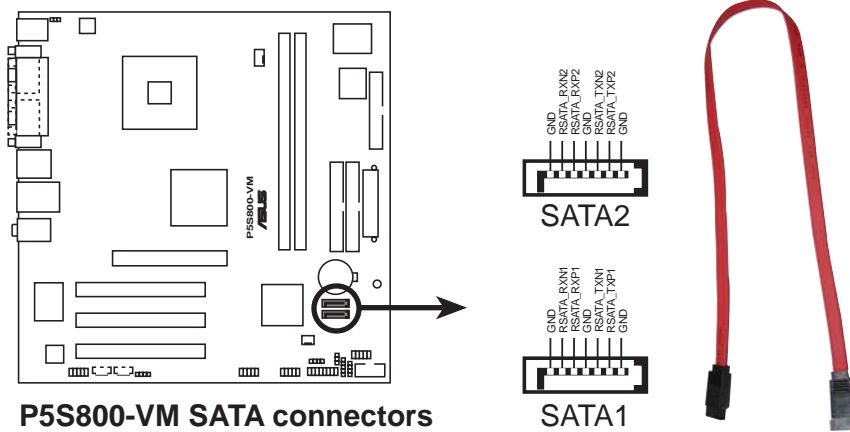 P5S800-VM
ASUS
GND
RSATA_RXN2
RSATA_RXP2
GND
RSATA_TXN2
RSATA_TXP2
GND
SATA2
GND
RSATA_RXN1
RSATA_RXP1
GND
RSATA_TXN1
RSATA_TXP1
GND
SATA1
P5S800-VM SATA connectors